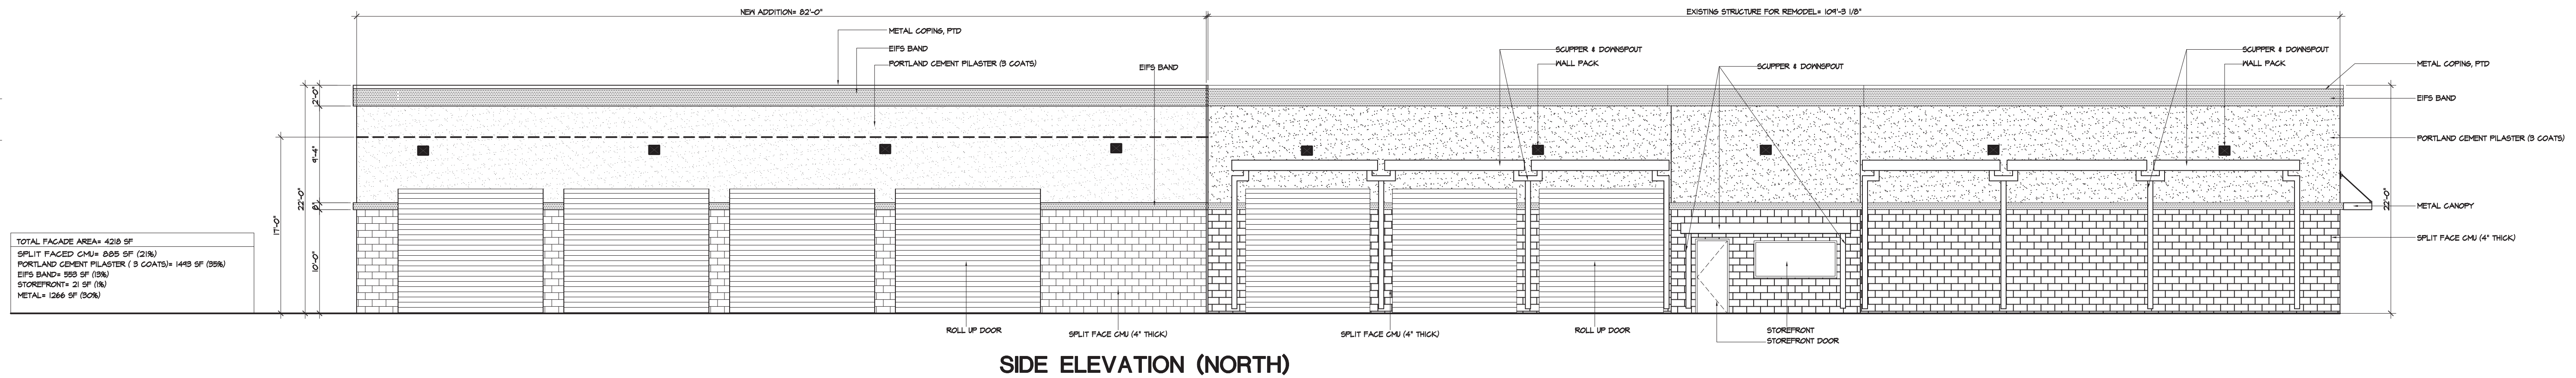 NEW ADDITION= 82'-0"
EXISTING STRUCTURE FOR REMODEL= 109'-3 1/8"
METAL COPING, PTD
EIFS BAND
PORTLAND CEMENT PILASTER (3 COATS)
EIFS BAND
SCUPPER & DOWNSPOUT
WALL PACK
SCUPPER & DOWNSPOUT
SCUPPER & DOWNSPOUT
WALL PACK
METAL COPING, PTD
EIFS BAND
PORTLAND CEMENT PILASTER (3 COATS)
METAL CANOPY
SPLIT FACE CMU (4" THICK)
2'-0"
9'-4"
22'-0"
8"
17'-0"
10'-0"
22'-0"
TOTAL FACADE AREA= 4218 SF
SPLIT FACED CMU= 885 SF (21%)
PORTLAND CEMENT PILASTER ( 3 COATS)= 1493 SF (35%)
EIFS BAND= 553 SF (13%)
STOREFRONT= 21 SF (1%)
METAL= 1266 SF (30%)
ROLL UP DOOR
SPLIT FACE CMU (4" THICK)
SPLIT FACE CMU (4" THICK)
ROLL UP DOOR
STOREFRONT
STOREFRONT DOOR
SIDE ELEVATION (NORTH)